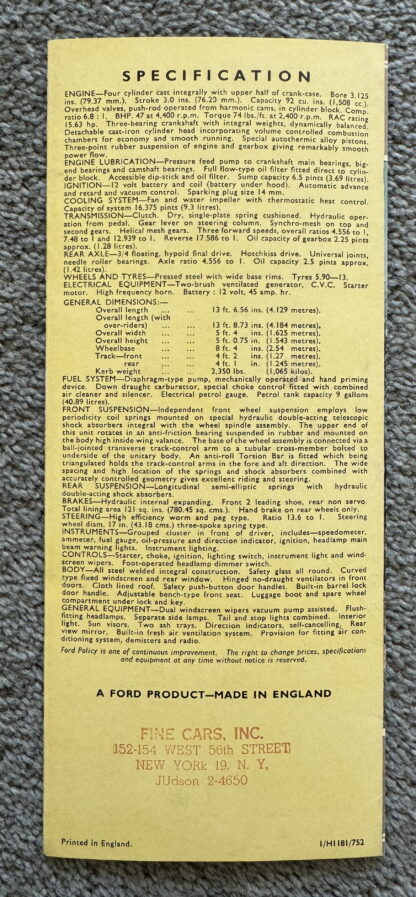 SPECIFICATION
ENGINE—Four cylinder cast integrally with upper half of crank-case. Bore 3.125
ins. (79.37 mm.). Stroke 3.0 ins. (76.20 mm.). Capacity 92 cu. ins. (1,508 cc.).
Overhead valves, push-rod operated from harmonic cams, in cylinder block. Comp.
ratio 6.8 : 1. BHP. 47 at 4,400 r.p.m. Torque 74 lbs./ft. at 2,400 r.p.m. RAC rating
15.63 hp. Three-bearing crankshaft with integral weights, dynamically balanced.
Detachable cast-iron cylinder head incorporating volume controlled combustion
chambers for economy and smooth running. Special autothermic alloy pistons.
Three-point rubber suspension of engine and gearbox giving remarkably smooth
power flow.
ENGINE LUBRICATION—Pressure feed pump to crankshaft main bearings, big-
end bearings and camshaft bearings. Full flow-type oil filter fitted direct to cylin-
der block. Accessible dip-stick and oil filter. Sump capacity 6.5 pints (3.69 litres).
IGNITION—12 volt battery and coil (battery under hood). Automatic advance
and retard and vacuum control. Sparking plug size 14 mm.
COOLING SYSTEM—Fan and water impeller with thermostatic heat control.
Capacity of system 16.375 pints (9.3 litres).
TRANSMISSION—Clutch. Dry, single-plate spring cushioned. Hydraulic oper-
ation from pedal. Gear lever on steering column. Synchro-mesh on top and
second gears. Helical mesh gears. Three forward speeds, overall ratios 4.556 to 1,
7.48 to 1 and 12.939 to 1. Reverse 17.586 to 1. Oil capacity of gearbox 2.25 pints
approx. (1.28 litres).
REAR AXLE—3/4 floating, hypoid final drive. Hotchkiss drive. Universal joints,
needle roller bearings. Axle ratio 4.556 to 1. Oil capacity 2.5 pints approx.
(1.42 litres).
WHEELS AND TYRES—Pressed steel with wide base rims. Tyres 5.90—13.
ELECTRICAL EQUIPMENT—Two-brush ventilated generator, C.V.C. Starter
motor. High frequency horn. Battery : 12 volt, 45 amp. hr.
GENERAL DIMENSIONS:—
Overall length ... ... 13 ft. 6.56 ins. (4.129 metres).
Overall length (with
over-riders) ... 13 ft. 8.73 ins. (4.184 metres).
Overall width ... ... 5 ft. 4 ins. (1.625 metres).
Overall height ... ... 5 ft. 0.75 in. (1.543 metres).
Wheelbase ... ... 8 ft. 4 ins. (2.54 metres).
Track—front ... ... 4 ft. 2 ins. (1.27 metres).
rear ... ... 4 ft. 1 in. (1.245 metres).
Kerb weight ... ... 2,350 lbs. (1,065 kilos).
FUEL SYSTEM—Diaphragm-type pump, mechanically operated and hand priming
device. Down draught carburettor, special choke control fitted with combined
air cleaner and silencer. Electrical petrol gauge. Petrol tank capacity 9 gallons
(40.89 litres).
FRONT SUSPENSION—Independent front wheel suspension employs low
periodicity coil springs mounted on special hydraulic double-acting telescopic
shock absorbers integral with the wheel spindle assembly. The upper end of
this unit rotates in an anti-friction bearing suspended in rubber and mounted on
the body high inside wing valance. The base of the wheel assembly is connected via a
ball-jointed transverse track-control arm to a tubular cross-member bolted to
underside of the unitary body. An anti-roll Torsion Bar is fitted which being
triangulated holds the track-control arms in the fore and aft direction. The wide
spacing and high location of the springs and shock absorbers combined with
accurately controlled geometry gives excellent riding and steering.
REAR SUSPENSION—Longitudinal semi-elliptic springs with hydraulic
double-acting shock absorbers.
BRAKES—Hydraulic internal expanding. Front 2 leading shoe, rear non servo.
Total lining area 121 sq. ins. (780.45 sq. cms.). Hand brake on rear wheels only.
STEERING—High efficiency worm and peg type. Ratio 13.6 to 1. Steering
wheel diam. 17 in. (43.18 cms.) three-spoke spring type.
INSTRUMENTS—Grouped cluster in front of driver, includes—speedometer,
ammeter, fuel gauge, oil-pressure and direction indicator, ignition, headlamp main
beam warning lights. Instrument lighting.
CONTROLS—Starter, choke, ignition, lighting switch, instrument light and wind-
screen wipers. Foot-operated headlamp dimmer switch.
BODY—All steel welded integral construction. Safety glass all round. Curved
type fixed windscreen and rear window. Hinged no-draught ventilators in front
doors. Cloth lined roof. Safety push-button door handles. Built-in barrel lock
door handle. Adjustable bench-type front seat. Luggage boot and spare wheel
compartment under lock and key.
GENERAL EQUIPMENT—Dual windscreen wipers vacuum pump assisted. Flush-
fitting headlamps. Separate side lamps. Tail and stop lights combined. Interior
light. Sun visors. Two ash trays. Direction indicators, self-cancelling. Rear
view mirror. Built-in fresh air ventilation system. Provision for fitting air con-
ditioning system, demisters and radio.
Ford Policy is one of continuous improvement. The right to change prices, specifications
and equipment at any time without notice is reserved.
A FORD PRODUCT—MADE IN ENGLAND
FINE CARS, INC.
152-154 WEST 56th STREET
NEW YORK 19, N. Y.
JUdson 2-4650
Printed in England.
1/H1181/752